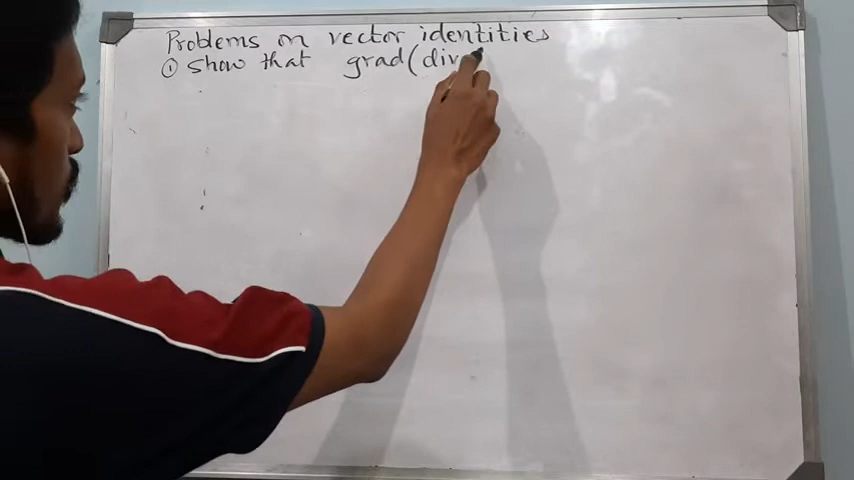 Problems on vector identities
① Show that grad(div